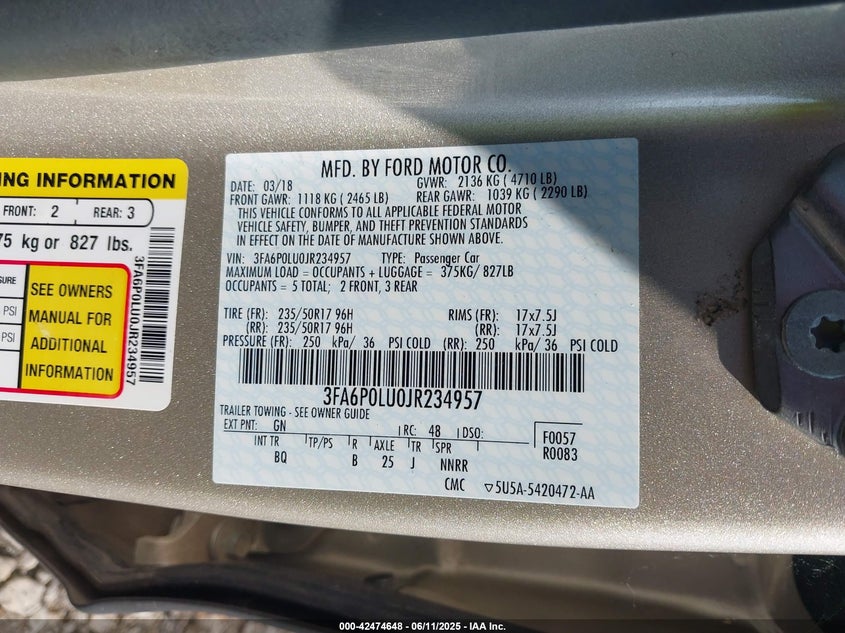 NG INFORMATION
FRONT: 2 REAR: 3
75 kg or 827 lbs.
PSI
PSI
SEE OWNERS
MANUAL FOR
ADDITIONAL
INFORMATION
3FA6P0LU0JR234957
MFD. BY FORD MOTOR CO.
DATE: 03/18 GVWR: 2136 KG ( 4710 LB)
FRONT GAWR: 1118 KG ( 2465 LB) REAR GAWR: 1039 KG ( 2290 LB)
THIS VEHICLE CONFORMS TO ALL APPLICABLE FEDERAL MOTOR
VEHICLE SAFETY, BUMPER, AND THEFT PREVENTION STANDARDS
IN EFFECT ON THE DATE OF MANUFACTURE SHOWN ABOVE.
VIN: 3FA6P0LU0JR234957 TYPE: Passenger Car
MAXIMUM LOAD = OCCUPANTS + LUGGAGE = 375KG/ 827LB
OCCUPANTS = 5 TOTAL; 2 FRONT, 3 REAR
TIRE (FR): 235/50R17 96H RIMS (FR): 17x7.5J
(RR): 235/50R17 96H (RR): 17x7.5J
PRESSURE (FR): 250 kPa/ 36 PSI COLD (RR): 250 kPa/ 36 PSI COLD
3FA6P0LU0JR234957
TRAILER TOWING - SEE OWNER GUIDE
EXT PNT: GN RC: 48 DSO: F0057
INT TR TP/PS R AXLE TR SPR R0083
BQ B 25 J NNRR
CMC ▽5U5A-5420472-AA
000-42474648 - 06/11/2025 - IAA Inc.